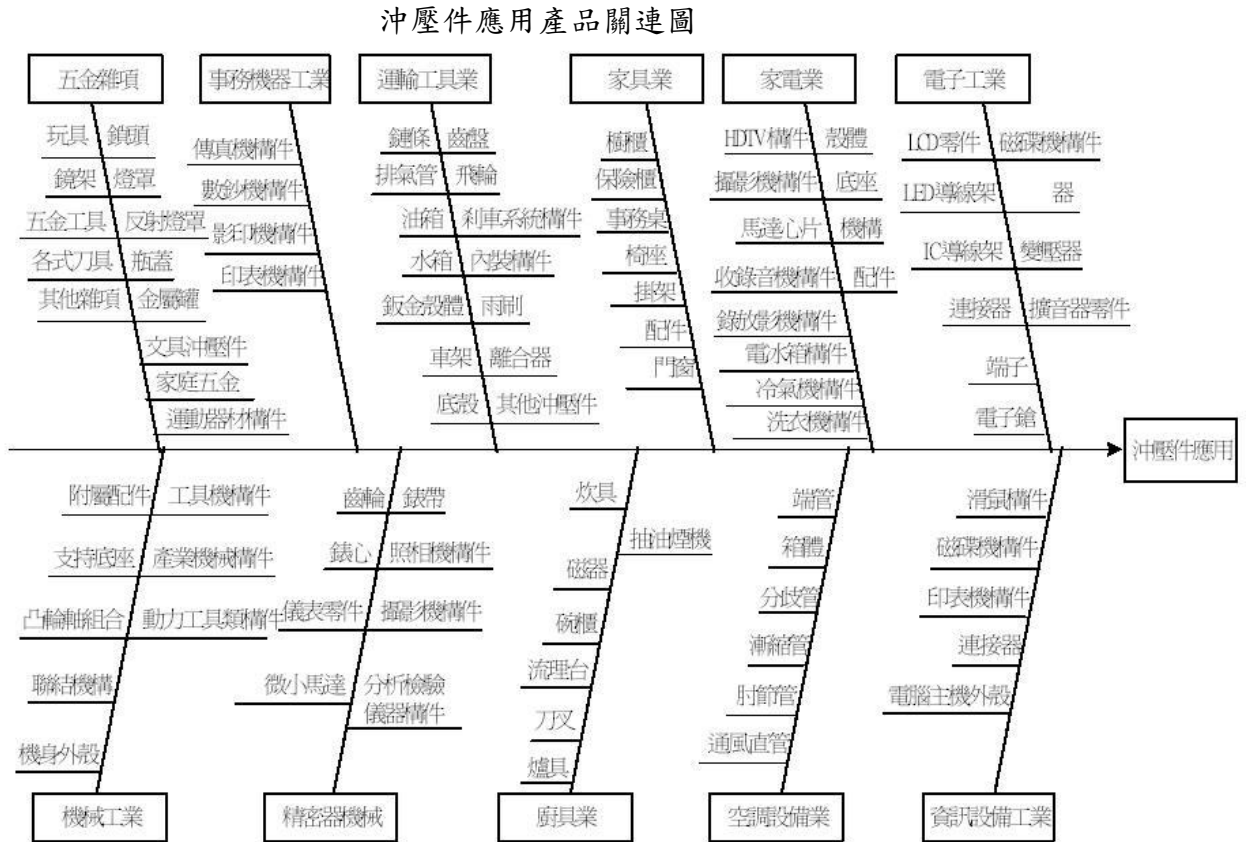 沖壓件應用產品關連圖
五金雜項
事務機器工業
運輸工具業
家具業
家電業
電子工業
玩具 鎖頭
鏡架 燈罩
五金工具 反射燈罩
各式刀具 瓶蓋
其他雜項 金屬罐
文具沖壓件
家庭五金
運動器材構件
傳真機構件
數鈔機構件
影印機構件
印表機構件
鏈條 齒盤
排氣管 飛輪
油箱 剎車系統構件
水箱 內裝構件
鈑金殼體 雨刷
車架 離合器
底殼 其他沖壓件
櫥櫃
保險櫃
事務桌
椅座
掛架
配件
門窗
HDTV構件 殼體
攝影機構件 底座
馬達心片 機構
收錄音機構件 配件
錄放影機構件
電水箱構件
冷氣機構件
洗衣機構件
LCD零件 磁碟機構件
LED導線架 器
IC導線架 變壓器
連接器 擴音器零件
端子
電子鎗
沖壓件應用
附屬配件 工具機構件
支持底座 產業機械構件
凸輪軸組合 動力工具類構件
聯結機構
機身外殼
齒輪 錶帶
錶心 照相機構件
儀表零件 攝影機構件
微小馬達 分析檢驗
儀器構件
炊具
抽油煙機
磁器
碗櫃
流理台
刀叉
爐具
端管
箱體
分歧管
漸縮管
肘節管
通風直管
滑鼠構件
磁碟機構件
印表機構件
連接器
電腦主機外殼
機械工業
精密器機械
廚具業
空調設備業
資訊設備工業